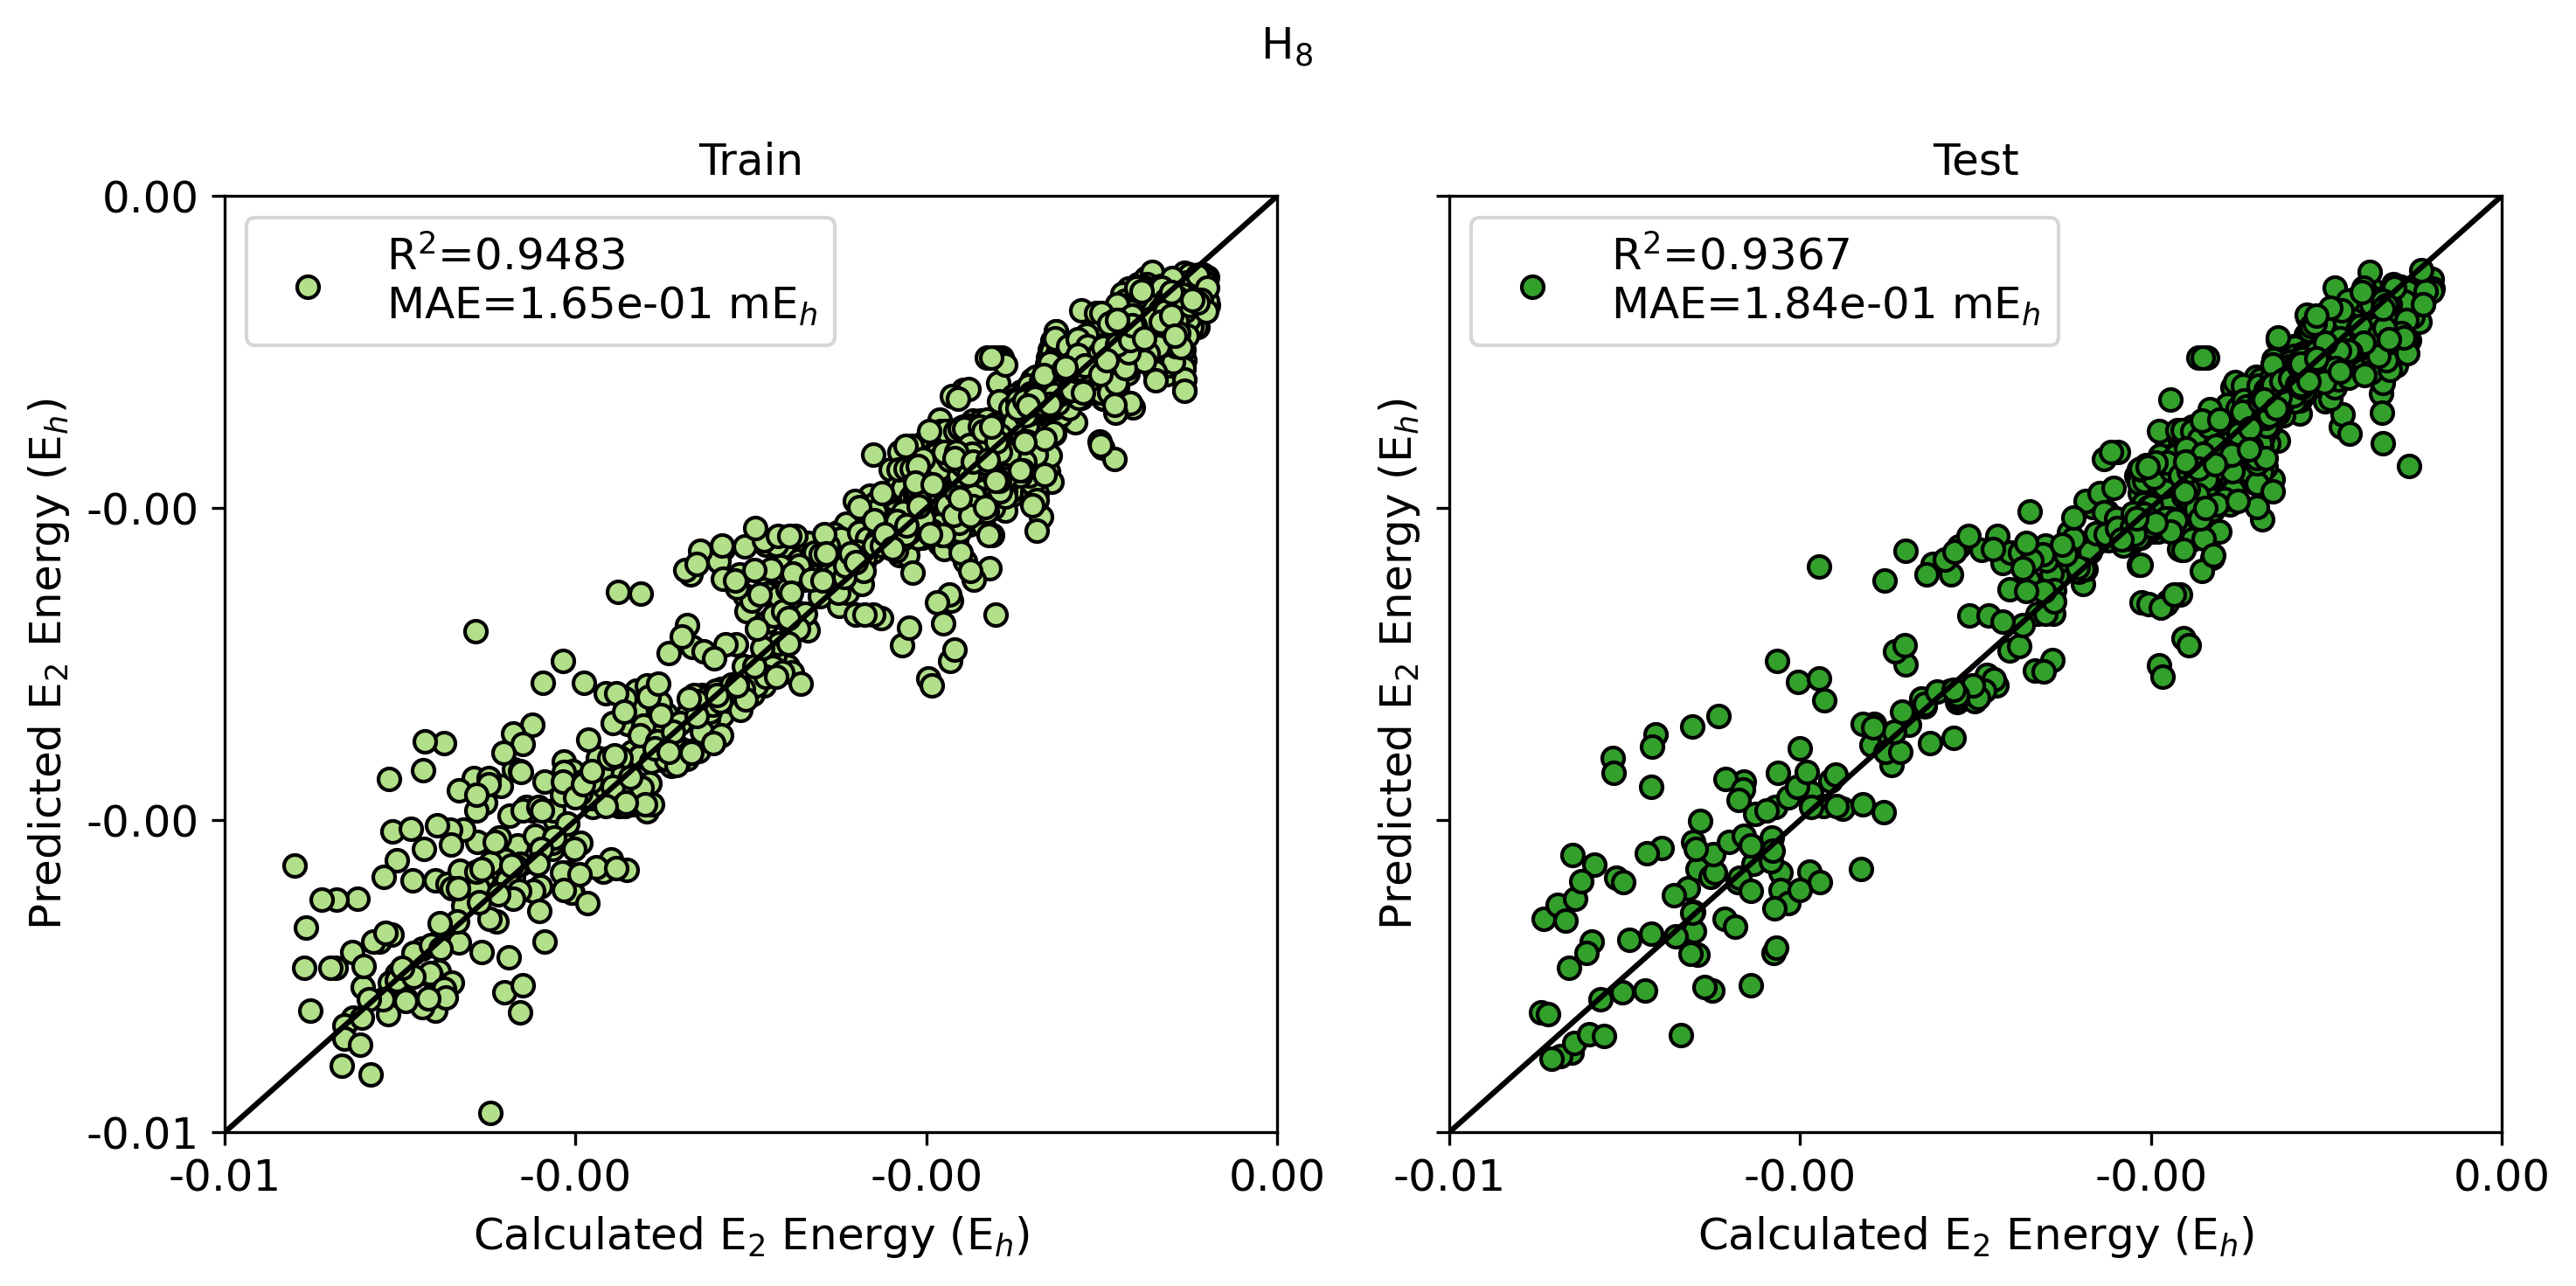 H₈
Train
Test
R²=0.9483
MAE=1.65e-01 mEₕ
R²=0.9367
MAE=1.84e-01 mEₕ
Predicted E₂ Energy (Eₕ)
0.00
-0.00
-0.00
-0.01
-0.01
-0.00
-0.00
0.00
Calculated E₂ Energy (Eₕ)
Predicted E₂ Energy (Eₕ)
-0.01
-0.00
-0.00
0.00
Calculated E₂ Energy (Eₕ)